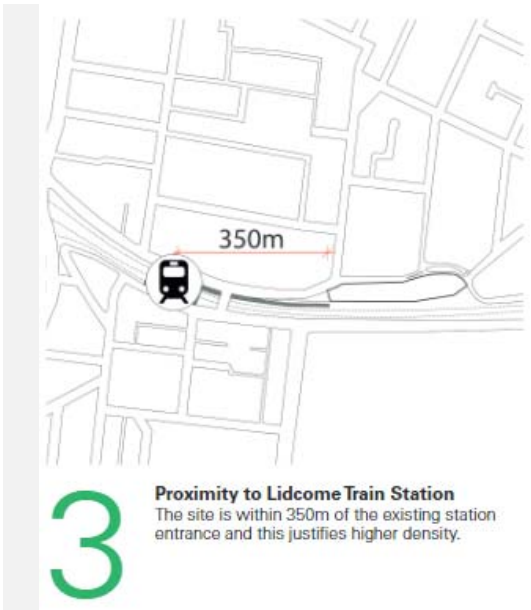 350m
3
Proximity to Lidcome Train Station
The site is within 350m of the existing station
entrance and this justifies higher density.